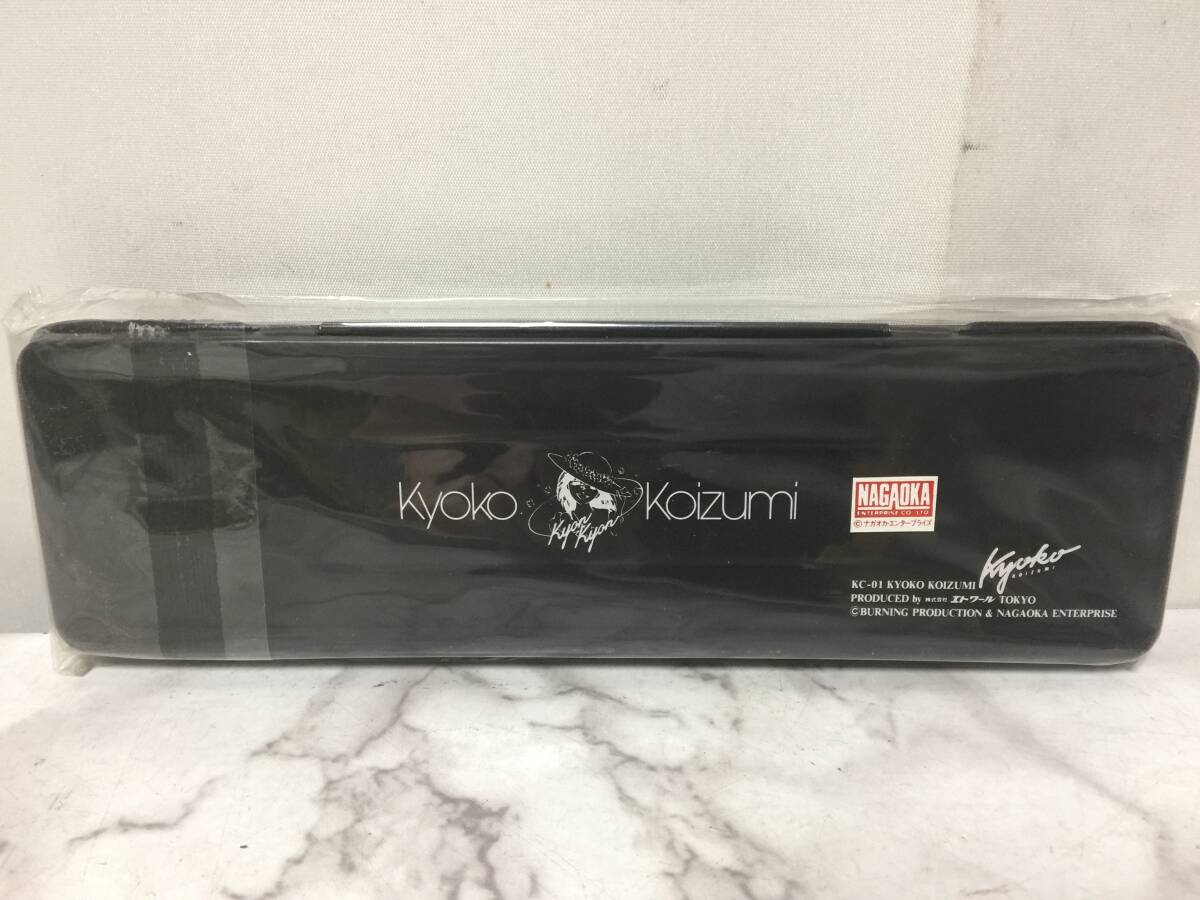 Kyoko Koizumi
Kyon
Kyon
NAGAOKA
ENTERPRISE CO. LTD.
©ナガオカ・エンタープライズ
Kyoko
KOIZUMI
KC-01 KYOKO KOIZUMI
PRODUCED by 株式会社 エトワール TOKYO
©BURNING PRODUCTION & NAGAOKA ENTERPRISE